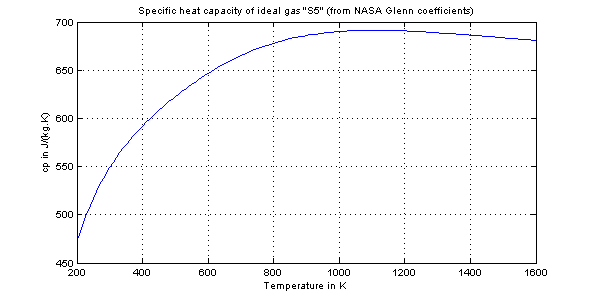 Specific heat capacity of ideal gas "S5" (from NASA Glenn coefficients)
700
650
600
550
500
450
cp in J/(kg.K)
200 400 600 800 1000 1200 1400 1600
Temperature in K